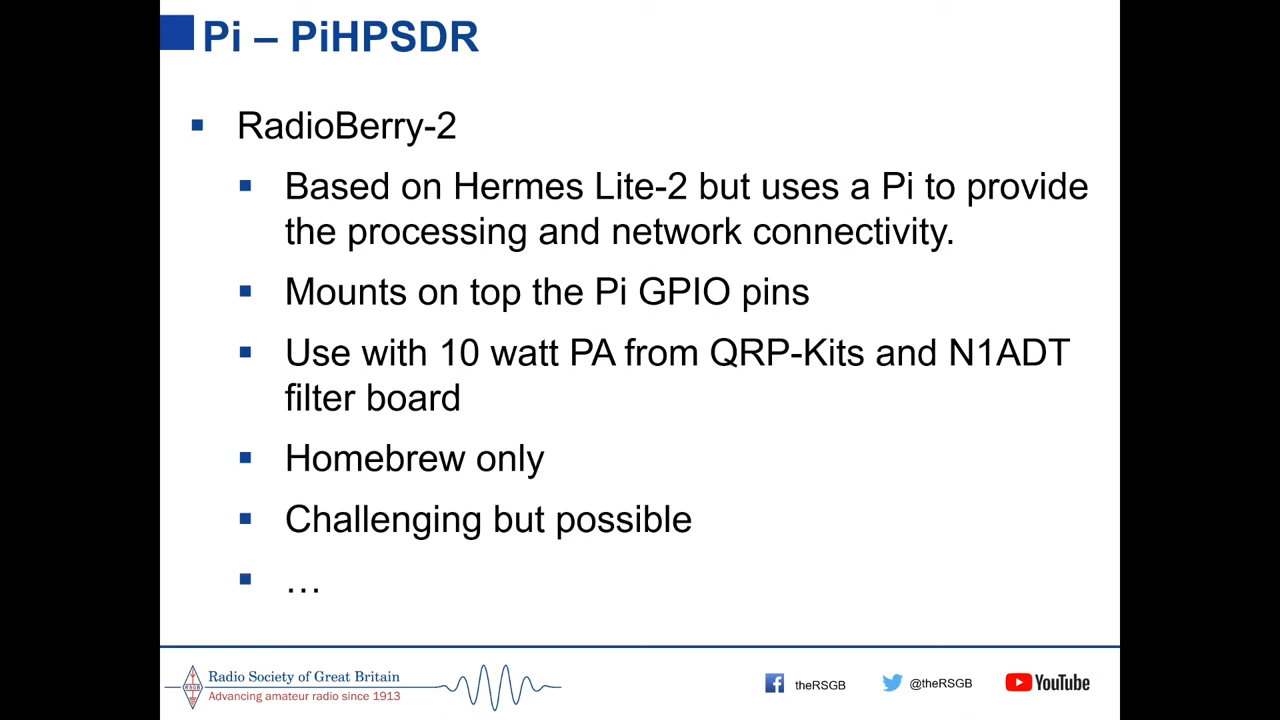 Pi – PiHPSDR
RadioBerry-2
Based on Hermes Lite-2 but uses a Pi to provide
the processing and network connectivity.
Mounts on top the Pi GPIO pins
Use with 10 watt PA from QRP-Kits and N1ADT
filter board
Homebrew only
Challenging but possible
…
RSGB
Radio Society of Great Britain
Advancing amateur radio since 1913
theRSGB
@theRSGB
YouTube